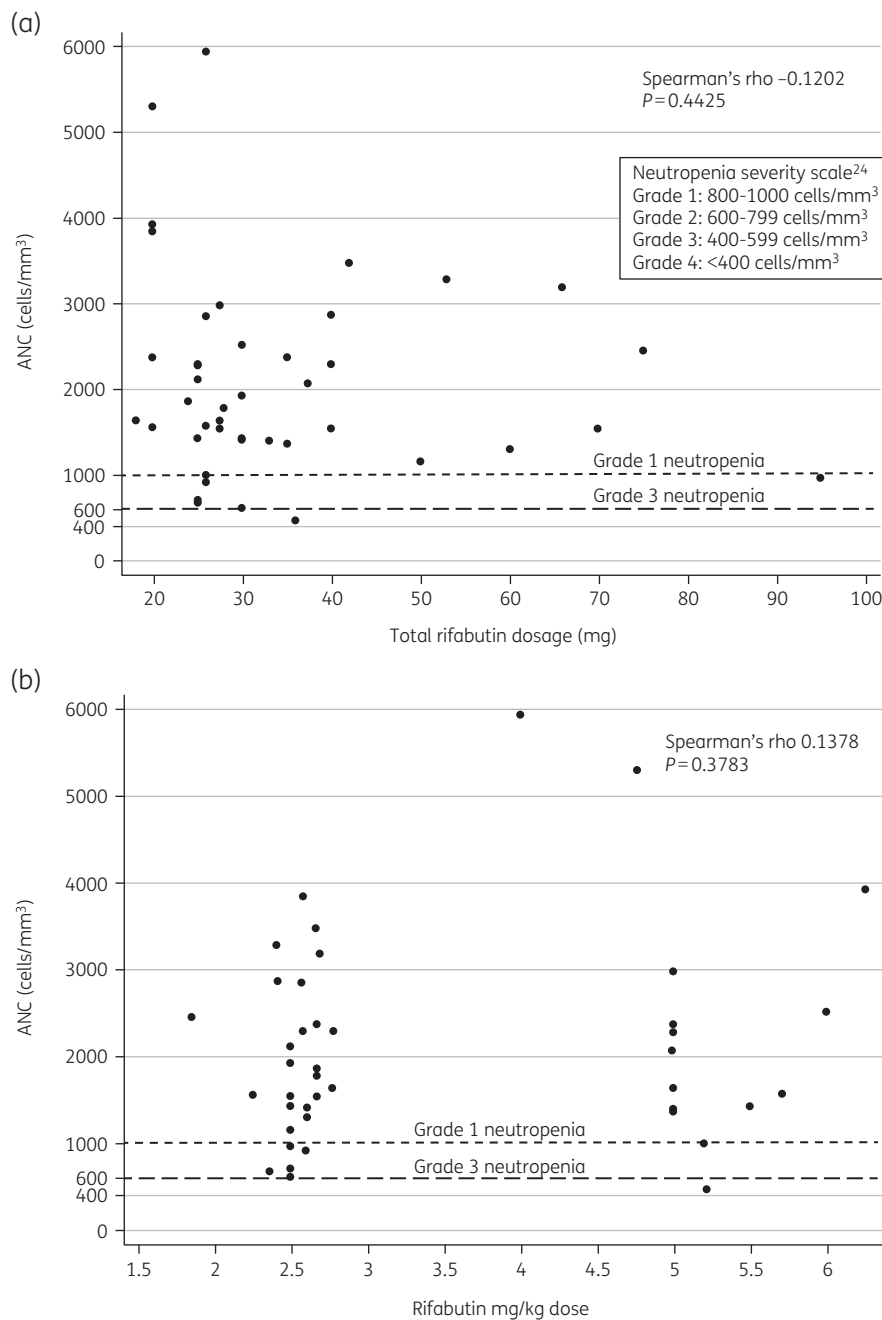 (a)
6000
Spearman's rho –0.1202
P=0.4425
5000
Neutropenia severity scale24
Grade 1: 800-1000 cells/mm3
Grade 2: 600-799 cells/mm3
Grade 3: 400-599 cells/mm3
Grade 4: <400 cells/mm3
4000
ANC (cells/mm3)
3000
2000
Grade 1 neutropenia
1000
Grade 3 neutropenia
600
400
0
20 30 40 50 60 70 80 90 100
Total rifabutin dosage (mg)
(b)
6000
Spearman's rho 0.1378
P=0.3783
5000
4000
ANC (cells/mm3)
3000
2000
Grade 1 neutropenia
1000
Grade 3 neutropenia
600
400
0
1.5 2 2.5 3 3.5 4 4.5 5 5.5 6
Rifabutin mg/kg dose